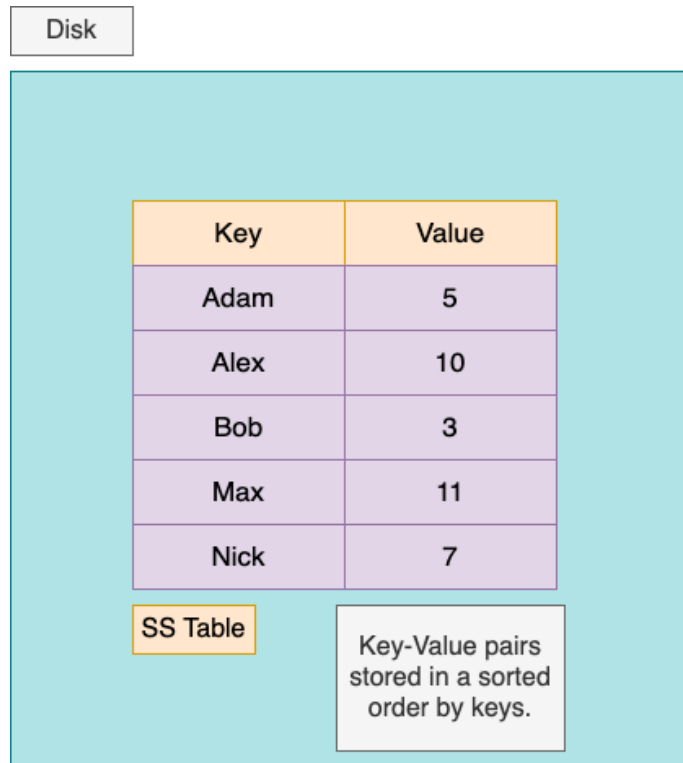 Disk
Key Value
Adam 5
Alex 10
Bob 3
Max 11
Nick 7
SS Table
Key-Value pairs
stored in a sorted
order by keys.